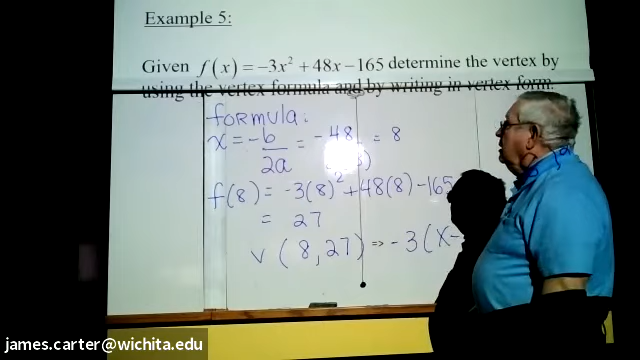 Example 5:
Given f(x) = −3x² + 48x − 165 determine the vertex by
using the vertex formula and by writing in vertex form.
formula:
x = -b/2a = -48/ = 8
f(8) = -3(8)² + 48(8) - 165
= 27
V (8, 27) ⇒ - 3(X-
james.carter@wichita.edu